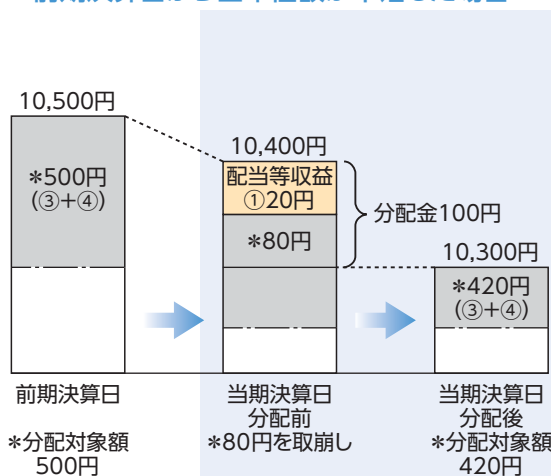 10,500円
*500円
(③+④)
10,400円
配当等収益
①20円
*80円
分配金100円
10,300円
*420円
(③+④)
前期決算日
*分配対象額
500円
当期決算日
分配前
*80円を取崩し
当期決算日
分配後
*分配対象額
420円